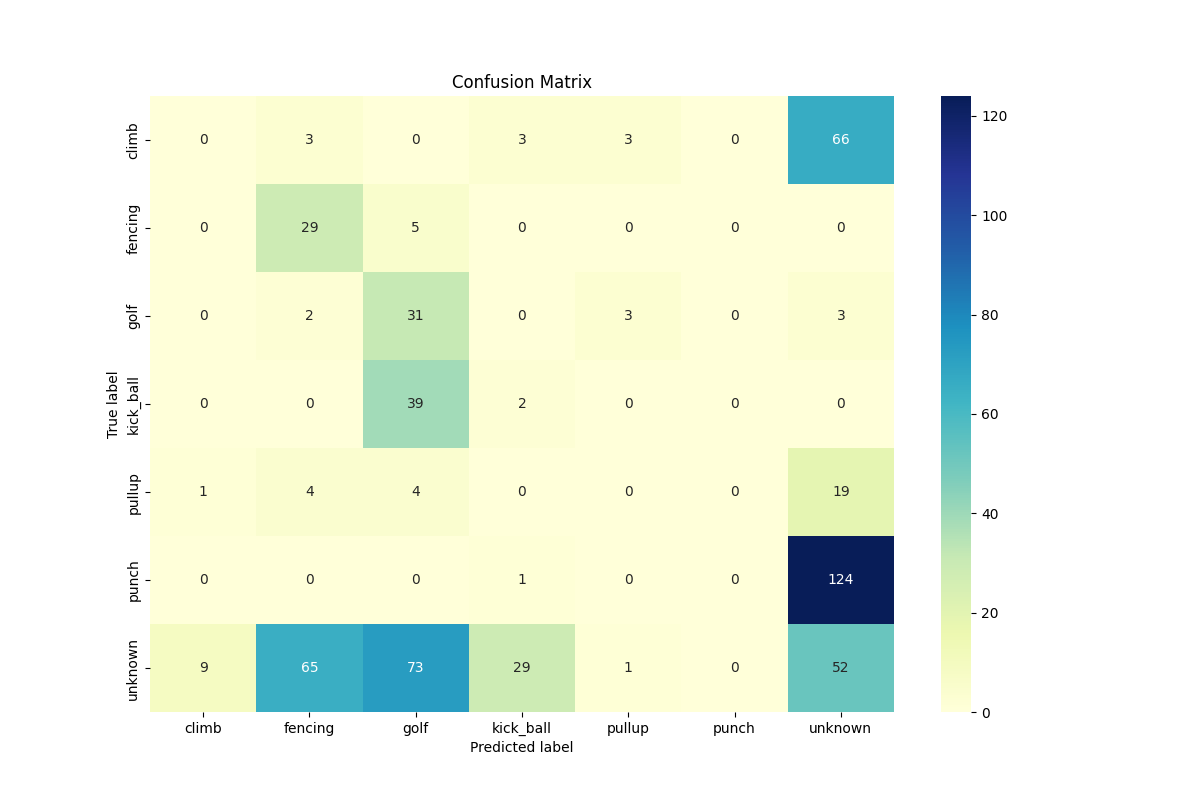 Confusion Matrix
climb 0 3 0 3 3 0 66
fencing 0 29 5 0 0 0 0
golf 0 2 31 0 3 0 3
kick_ball 0 0 39 2 0 0 0
pullup 1 4 4 0 0 0 19
punch 0 0 0 1 0 0 124
unknown 9 65 73 29 1 0 52
True label
climb fencing golf kick_ball pullup punch unknown
Predicted label
120
100
80
60
40
20
0